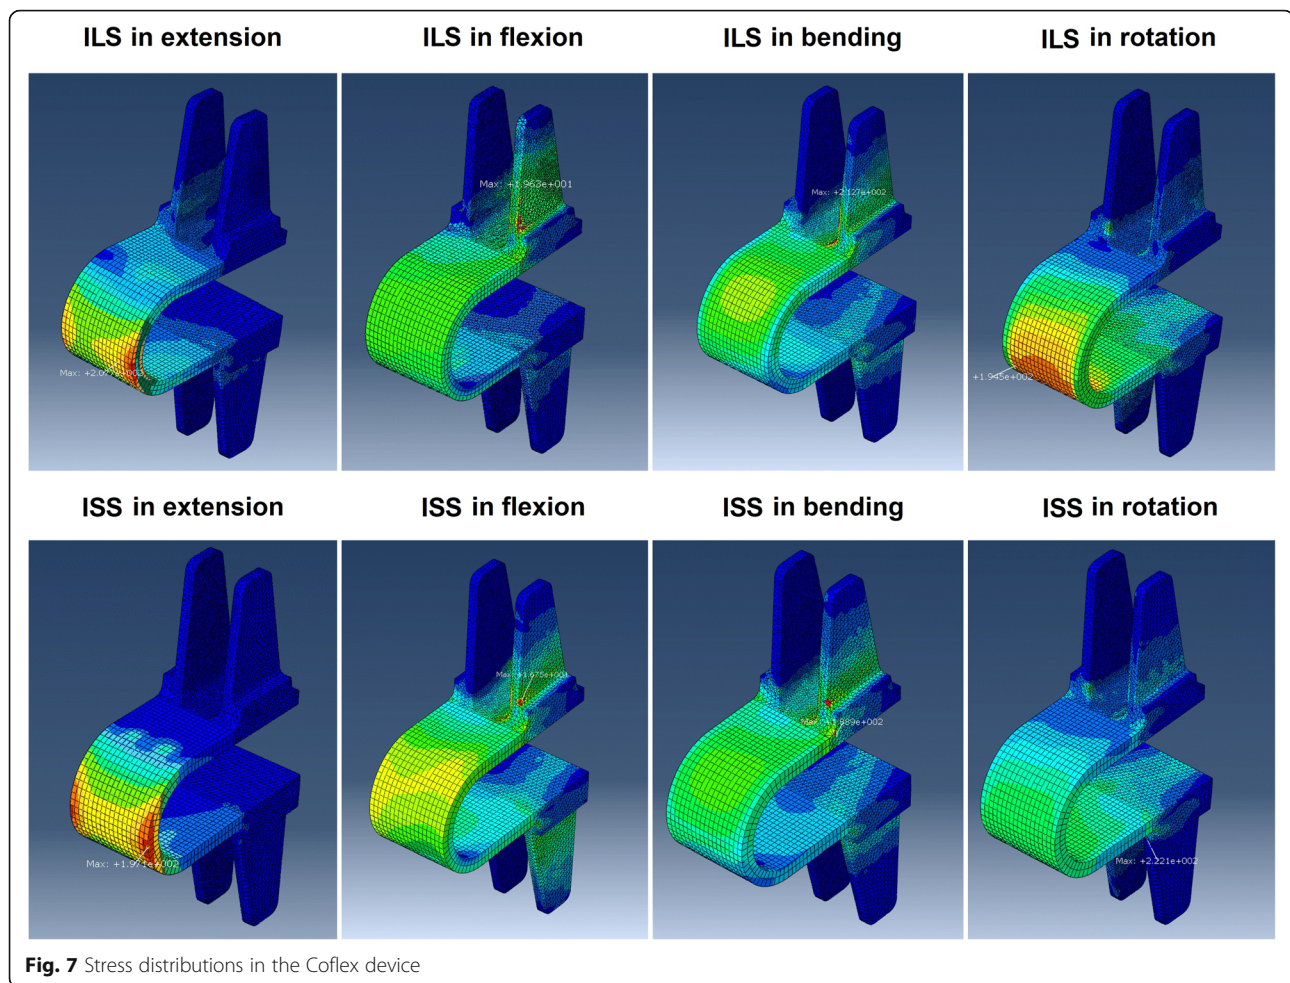 ILS in extension
ILS in flexion
ILS in bending
ILS in rotation
Max: +1.963e+001
Max: +2.127e+002
+1.945e+002
ISS in extension
ISS in flexion
ISS in bending
ISS in rotation
Max: +1.675e+001
Max: +2.221e+002
Fig. 7 Stress distributions in the Coflex device